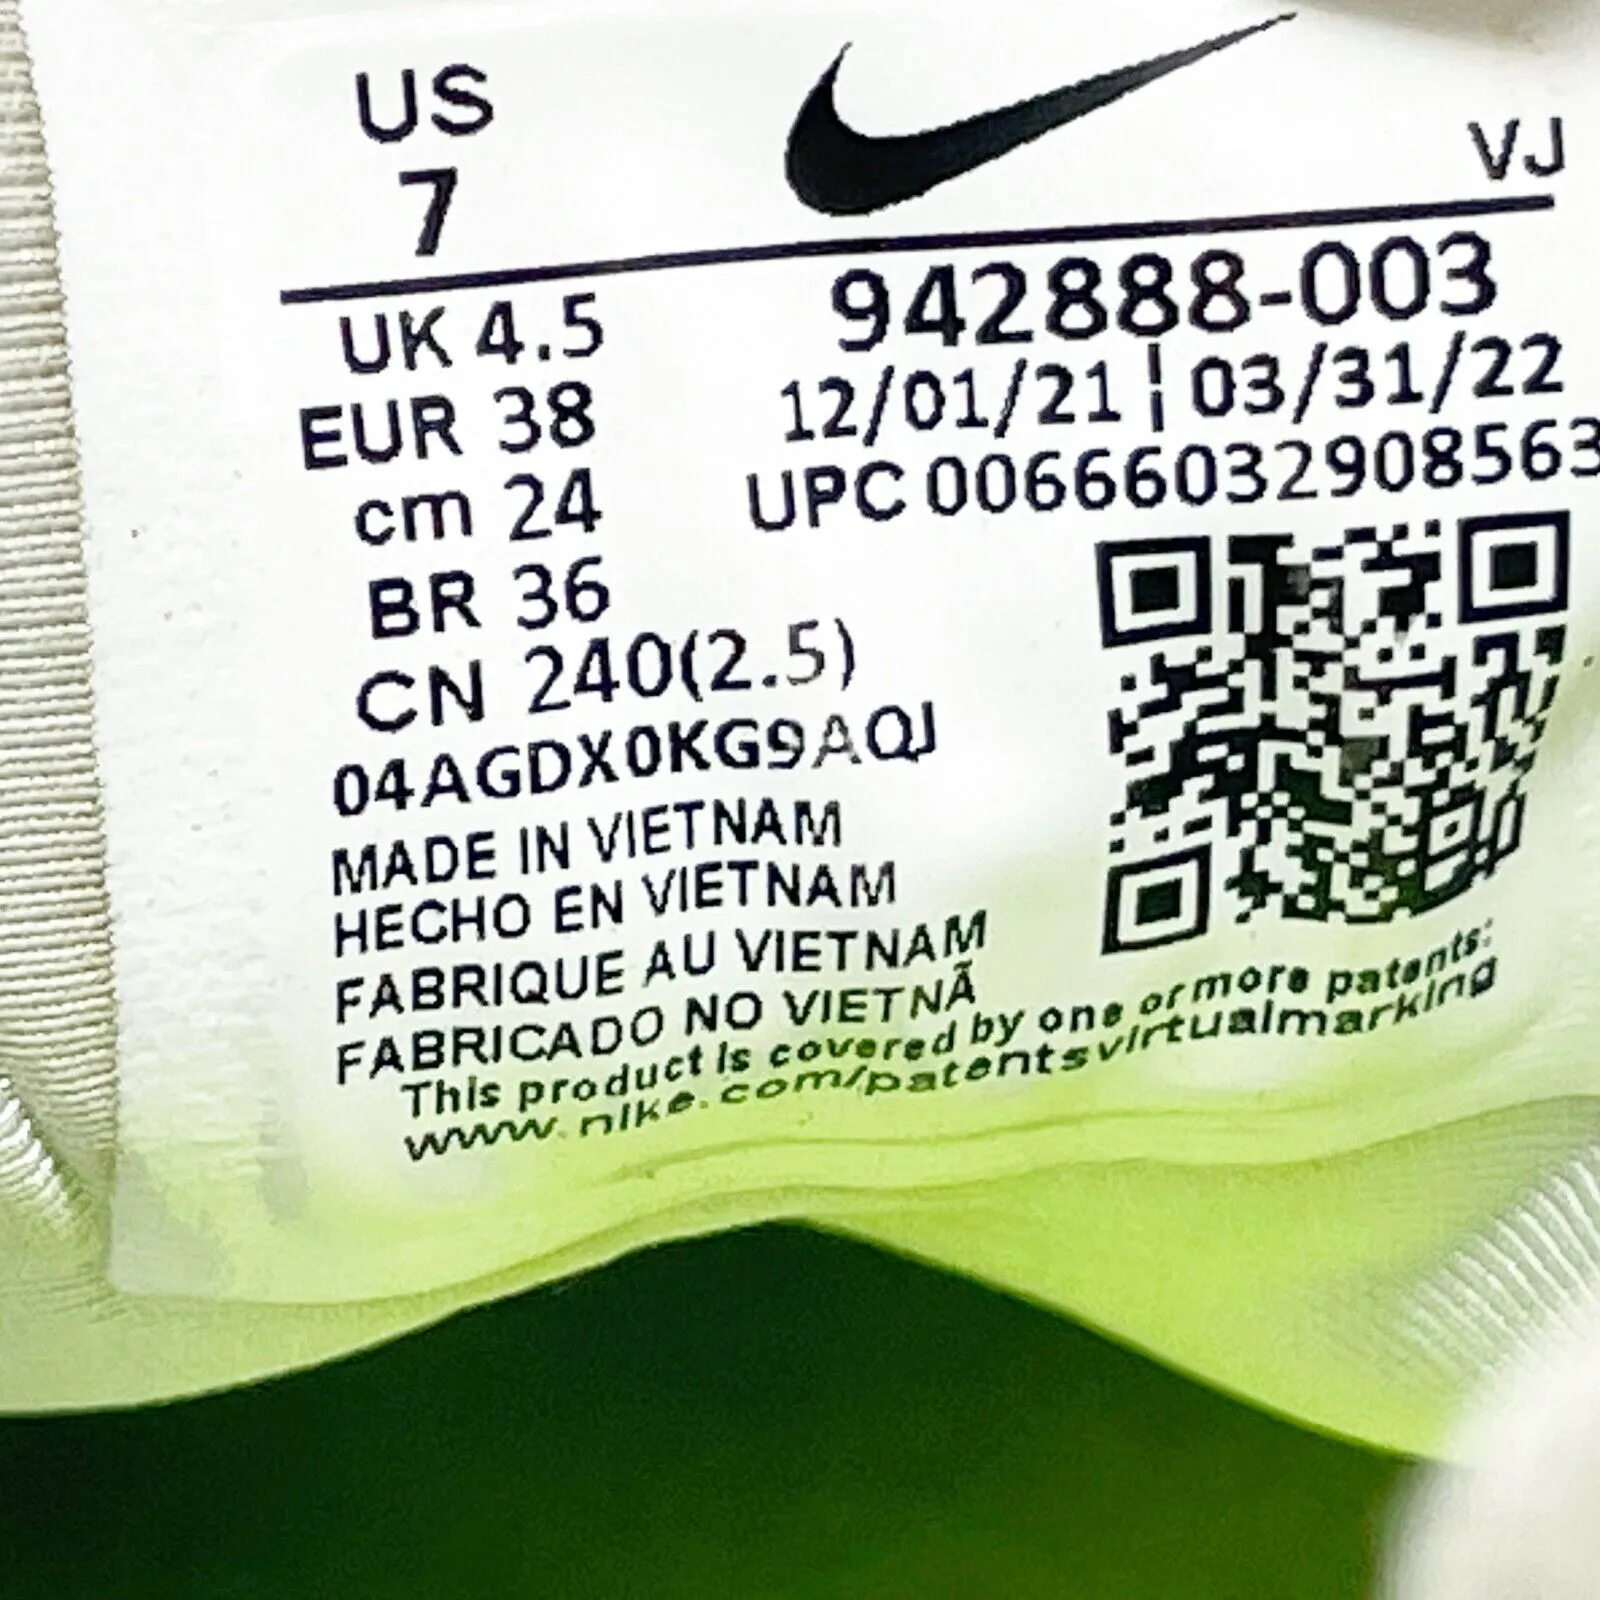 US
7
VJ
UK 4.5
EUR 38
cm 24
BR 36
CN 240(2.5)
942888-003
12/01/21 ¦ 03/31/22
UPC 00666032908563
04AGDX0KG9AQJ
MADE IN VIETNAM
HECHO EN VIETNAM
FABRIQUE AU VIETNAM
FABRICADO NO VIETNÃ
This product is covered by one or more patents:
www.nike.com/patentsvirtualmarking